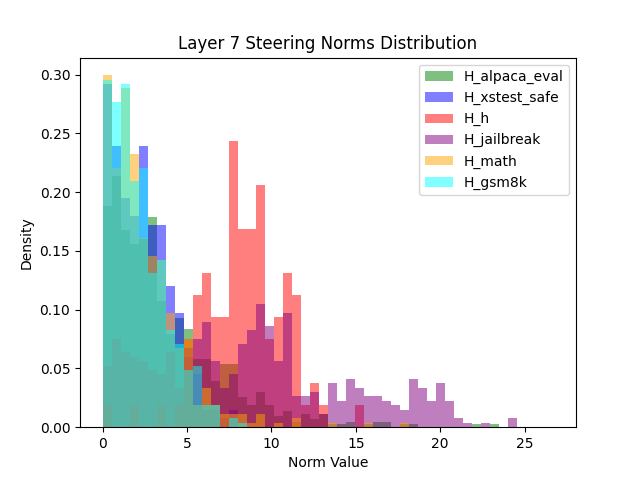 Layer 7 Steering Norms Distribution
H_alpaca_eval
H_xstest_safe
H_h
H_jailbreak
H_math
H_gsm8k
Density
0.30
0.25
0.20
0.15
0.10
0.05
0.00
0 5 10 15 20 25
Norm Value